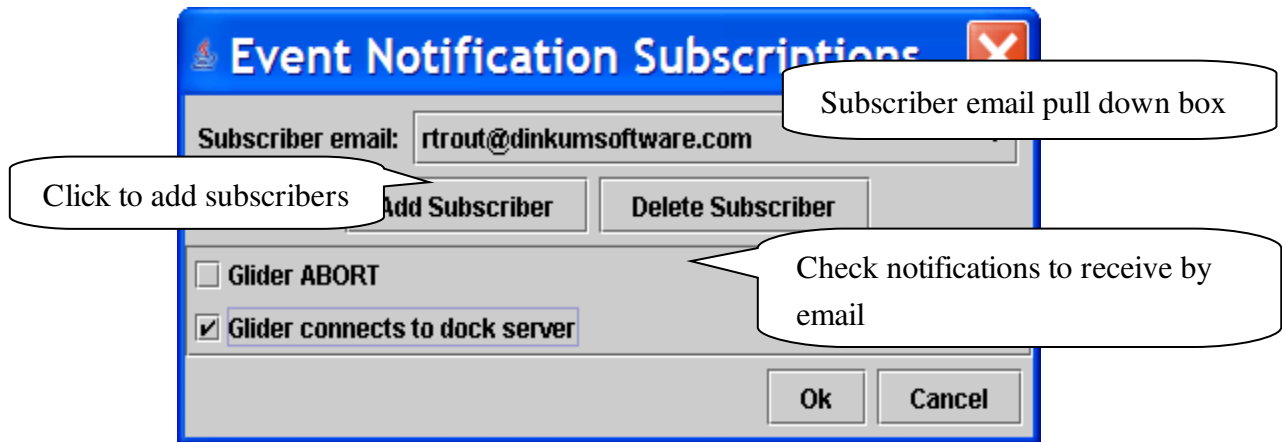 Event Notification Subscriptions
Subscriber email pull down box
Subscriber email: rtrout@dinkumsoftware.com
Click to add subscribers
Add Subscriber Delete Subscriber
Glider ABORT
Check notifications to receive by
email
Glider connects to dock server
Ok Cancel